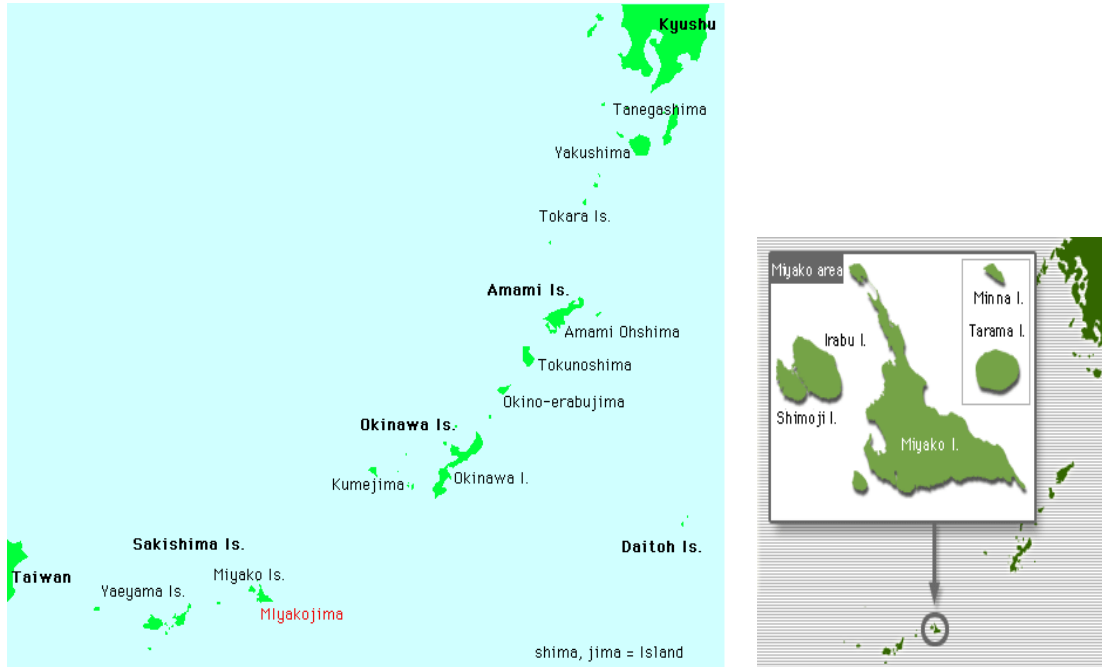 Kyushu
Tanegashima
Yakushima
Tokara Is.
Amami Is.
Amami Ohshima
Tokunoshima
Okino-erabujima
Okinawa Is.
Okinawa I.
Kumejima
Sakishima Is.
Daitoh Is.
Taiwan
Miyako Is.
Yaeyama Is.
MIyakojima
shima, jima = Island
Miyako area
Minna I.
Tarama I.
Irabu I.
Shimoji I.
Miyako I.